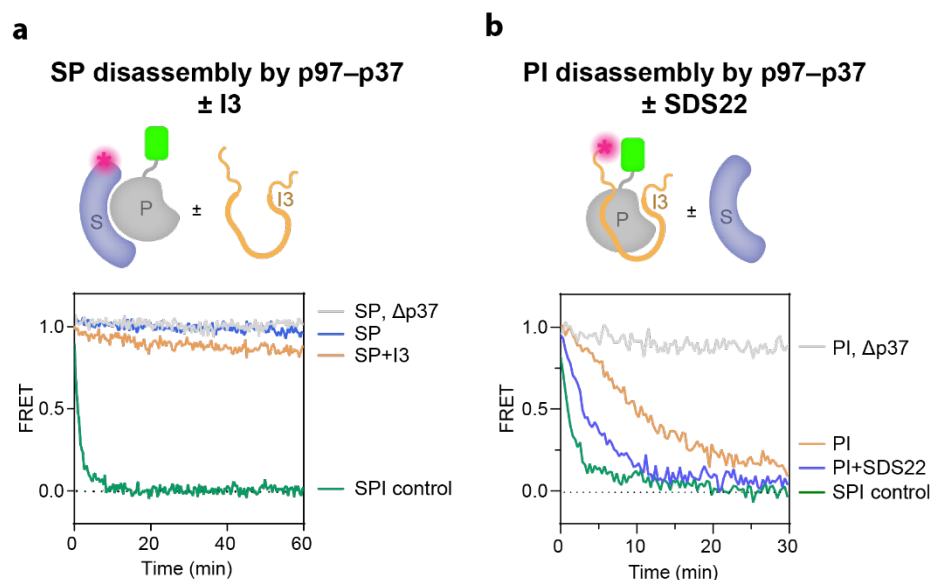 a
SP disassembly by p97–p37
± I3
*
S
P
±
I3
1.0
0.5
0.0
FRET
0
20
40
60
Time (min)
SP, Δp37
SP
SP+I3
SPI control
b
PI disassembly by p97–p37
± SDS22
*
P
I3
±
S
1.0
0.5
0.0
FRET
0
10
20
30
Time (min)
PI, Δp37
PI
PI+SDS22
SPI control